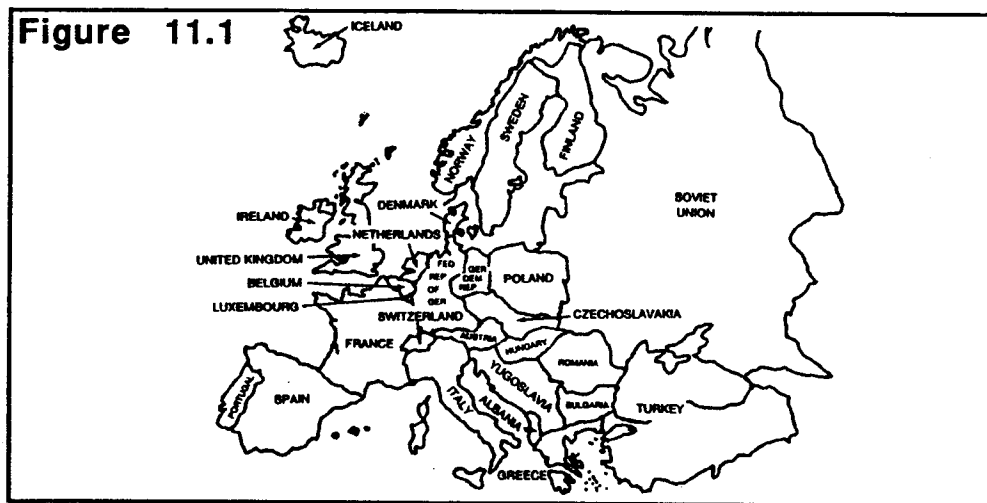 Figure 11.1
ICELAND
SWEDEN
FINLAND
NORWAY
SOVIET
UNION
DENMARK
IRELAND
NETHERLANDS
UNITED KINGDOM
FED
REP
OF
GER
GER
DEM
REP
POLAND
BELGIUM
LUXEMBOURG
SWITZERLAND
CZECHOSLAVAKIA
FRANCE
AUSTRIA
HUNGARY
ROMANIA
YUGOSLAVIA
PORTUGAL
SPAIN
ITALY
ALBANIA
BULGARIA
TURKEY
GREECE